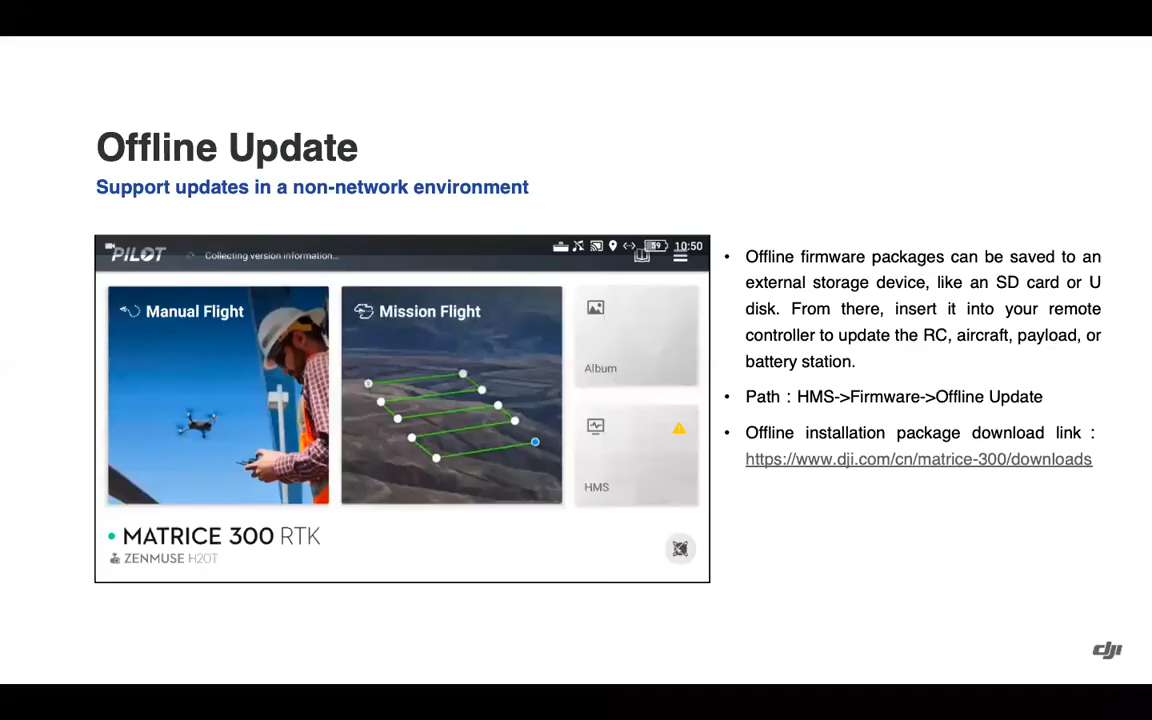 Offline Update
Support updates in a non-network environment
PILOT
Collecting version information...
59
10:50
Manual Flight
Mission Flight
Album
HMS
MATRICE 300 RTK
ZENMUSE H20T
• Offline firmware packages can be saved to an
external storage device, like an SD card or U
disk. From there, insert it into your remote
controller to update the RC, aircraft, payload, or
battery station.
• Path：HMS->Firmware->Offline Update
• Offline installation package download link：
https://www.dji.com/cn/matrice-300/downloads
dji